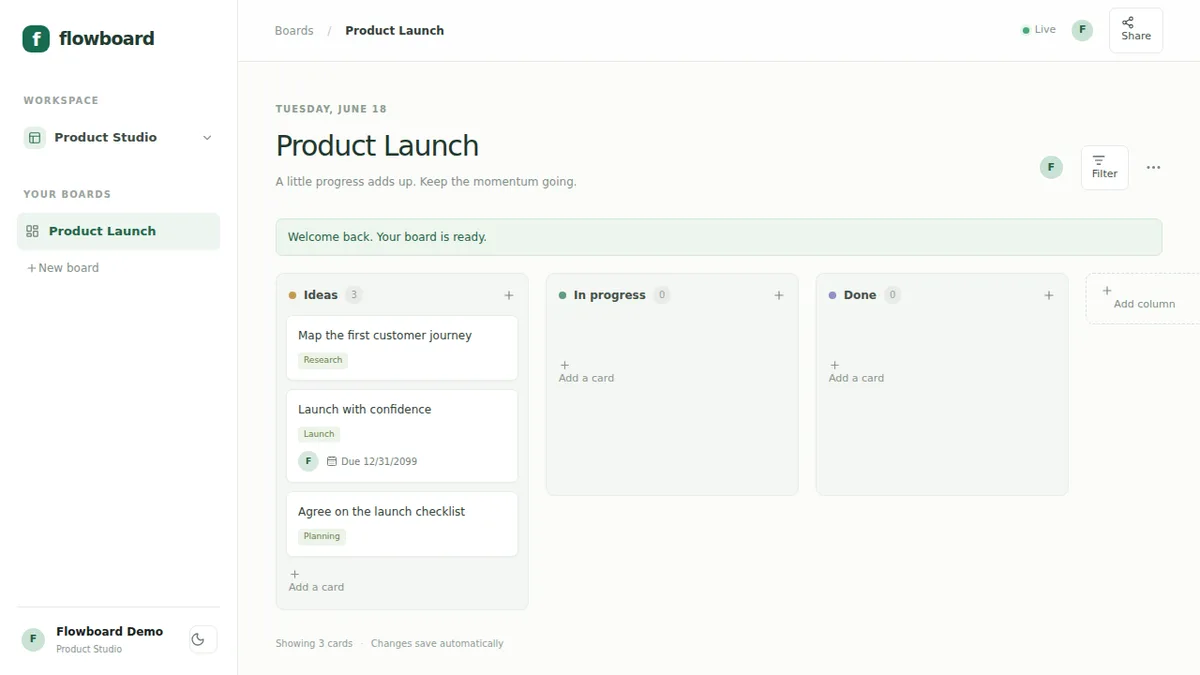 f flowboard
WORKSPACE
Product Studio
YOUR BOARDS
Product Launch
+ New board
F Flowboard Demo
Product Studio
Boards / Product Launch
Live
F
Share
TUESDAY, JUNE 18
Product Launch
A little progress adds up. Keep the momentum going.
F
Filter
Welcome back. Your board is ready.
Ideas 3 +
Map the first customer journey
Research
Launch with confidence
Launch
F Due 12/31/2099
Agree on the launch checklist
Planning
+
Add a card
In progress 0 +
+
Add a card
Done 0 +
+
Add a card
+
Add column
Showing 3 cards · Changes save automatically